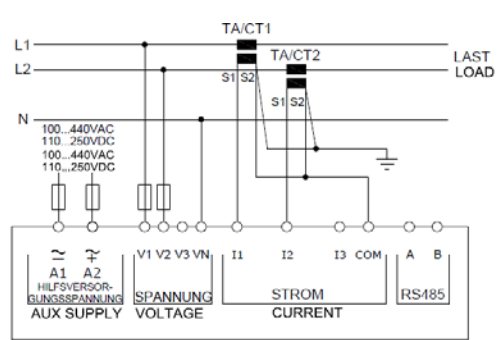 TA/CT1
L1
TA/CT2
LAST
LOAD
L2
S1 S2
S1 S2
N
100...440VAC
110...250VDC
100...440VAC
110...250VDC
A1 A2
V1 V2 V3 VN
I1 I2 I3 COM
A B
HILFSVERSOR-
GUNGSSPANNUNG
AUX SUPPLY
SPANNUNG
VOLTAGE
STROM
CURRENT
RS485